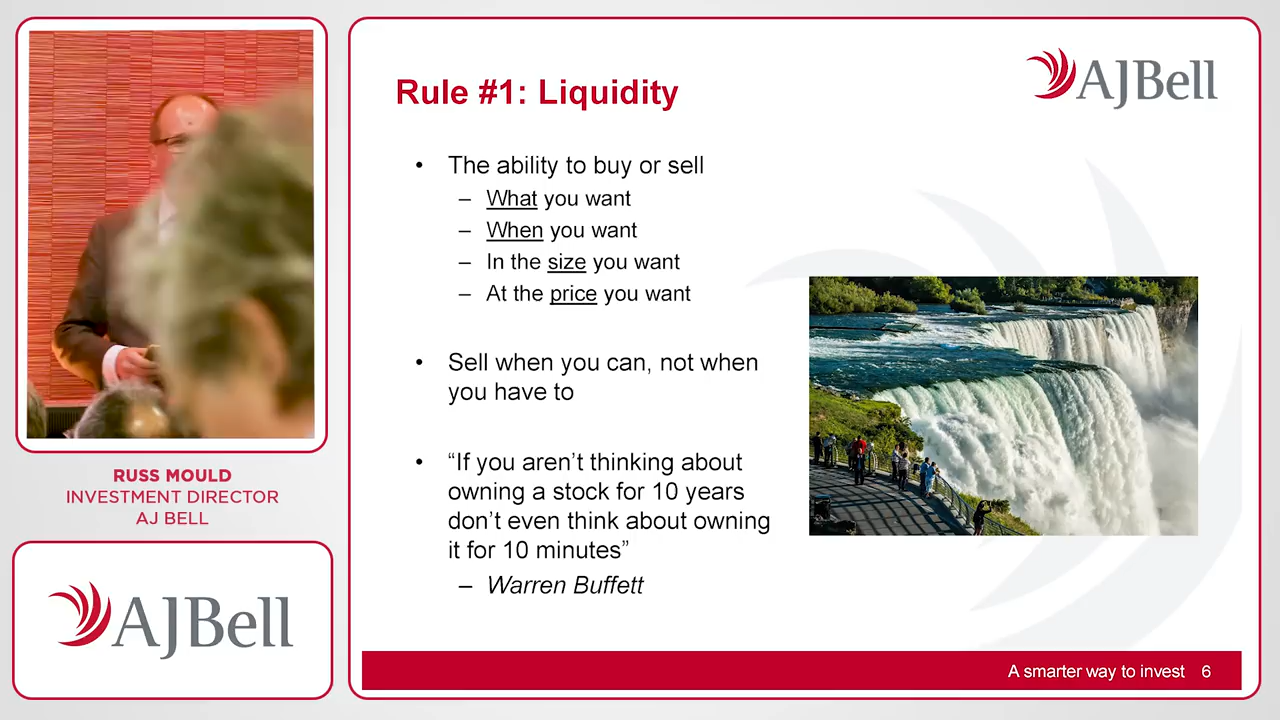 RUSS MOULD
INVESTMENT DIRECTOR
AJ BELL
AJBell
AJBell
Rule #1: Liquidity
• The ability to buy or sell
– What you want
– When you want
– In the size you want
– At the price you want
• Sell when you can, not when
you have to
• “If you aren’t thinking about
owning a stock for 10 years
don’t even think about owning
it for 10 minutes”
– Warren Buffett
A smarter way to invest 6